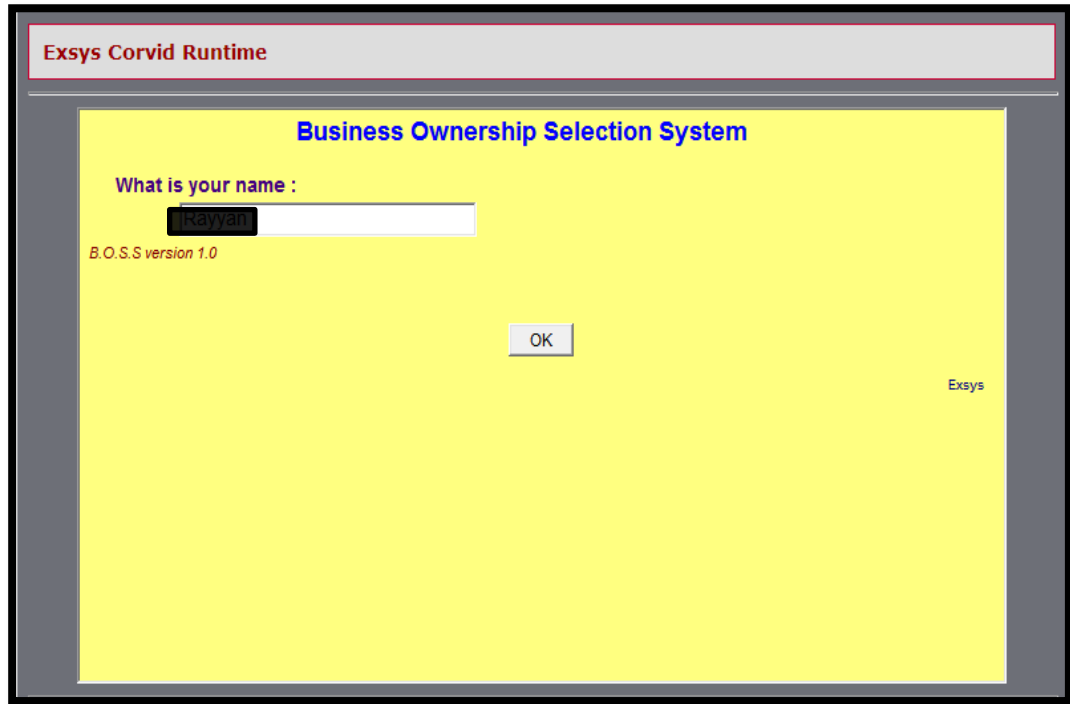 Exsys Corvid Runtime
Business Ownership Selection System
What is your name :
Rayyan
B.O.S.S version 1.0
OK
Exsys